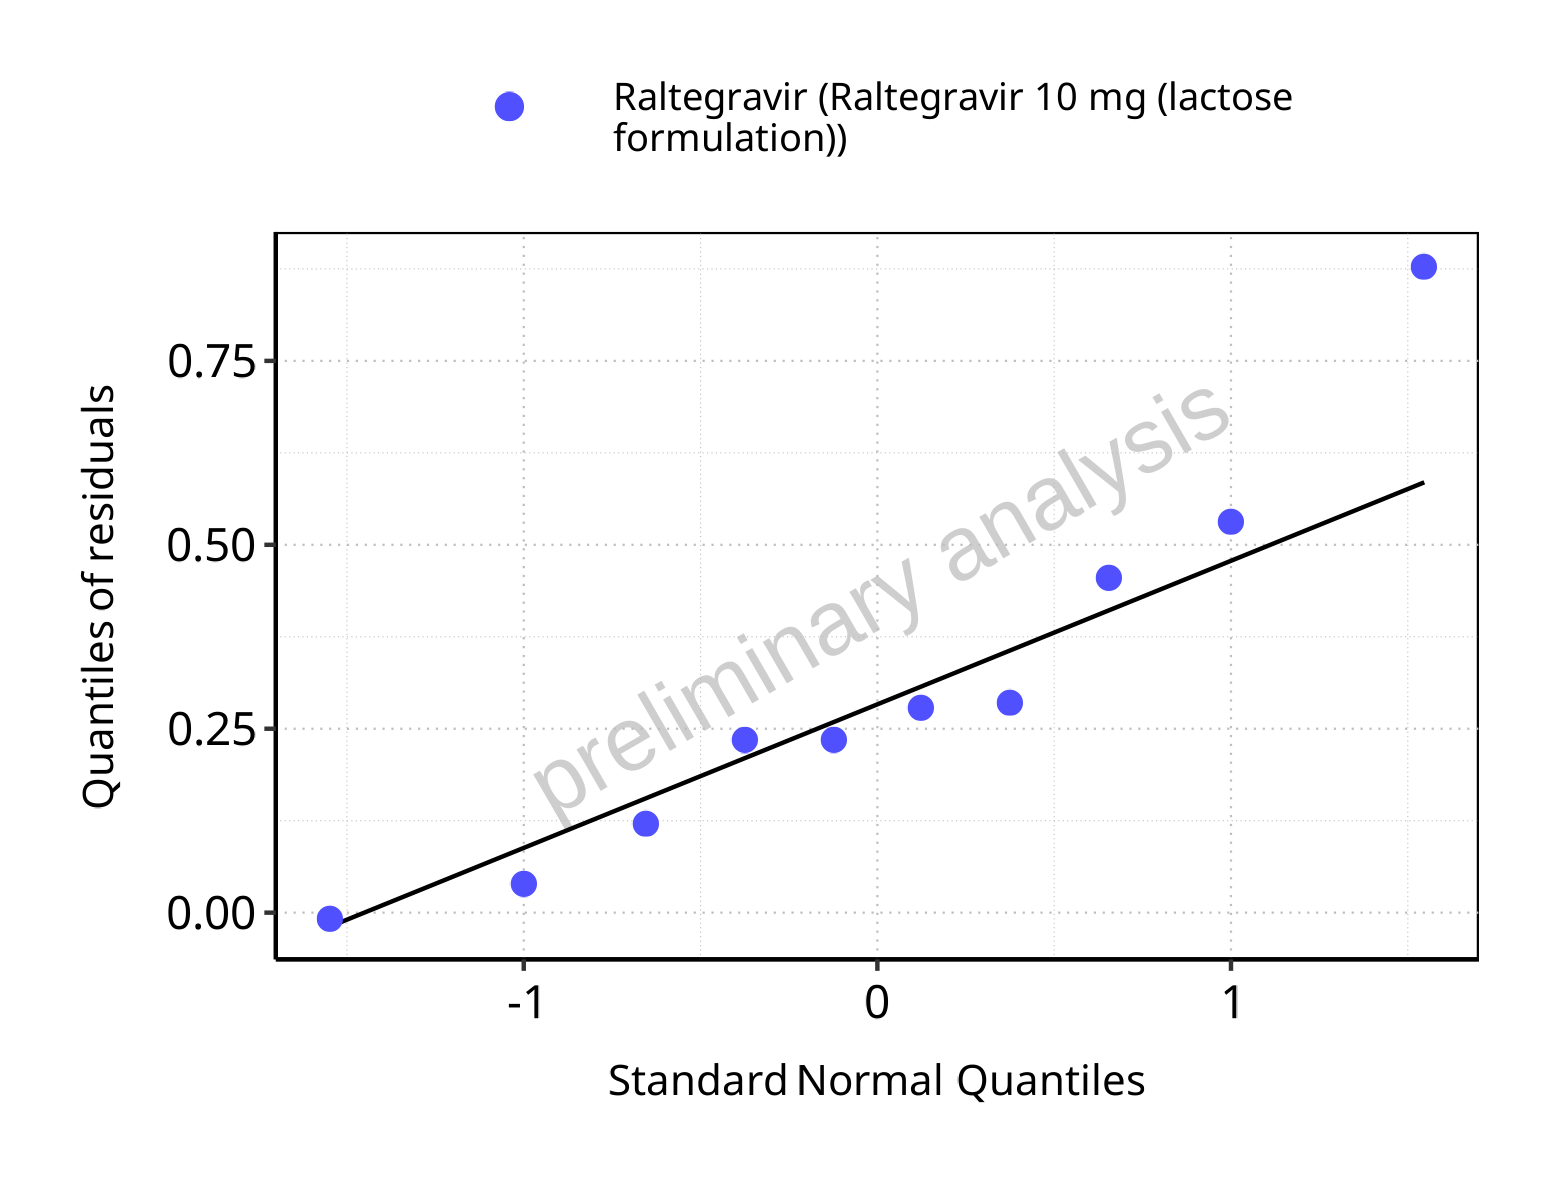 Raltegravir (Raltegravir 10 mg (lactose
formulation))
0.75
0.50
0.25
0.00
Quantiles of residuals
preliminary analysis
-1 0 1
Standard Normal Quantiles